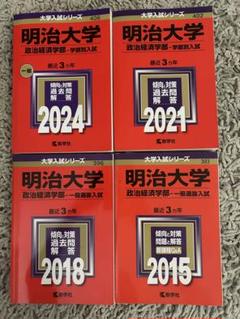 大学入試シリーズ
明治大学
政治経済学部-学部別入試
最近3ヵ年
傾向と対策
過去問
解答
2024
教学社
大学入試シリーズ
明治大学
政治経済学部-学部別入試
最近3ヵ年
傾向と対策
過去問
解答
2021
教学社
大学入試シリーズ
396
明治大学
政治経済学部-一般選抜入試
最近3ヵ年
傾向と対策
過去問
解答
2018
教学社
大学入試シリーズ
明治大学
政治経済学部-一般選抜入試
最近3ヵ年
傾向と対策
問題と解答
2015
教学社